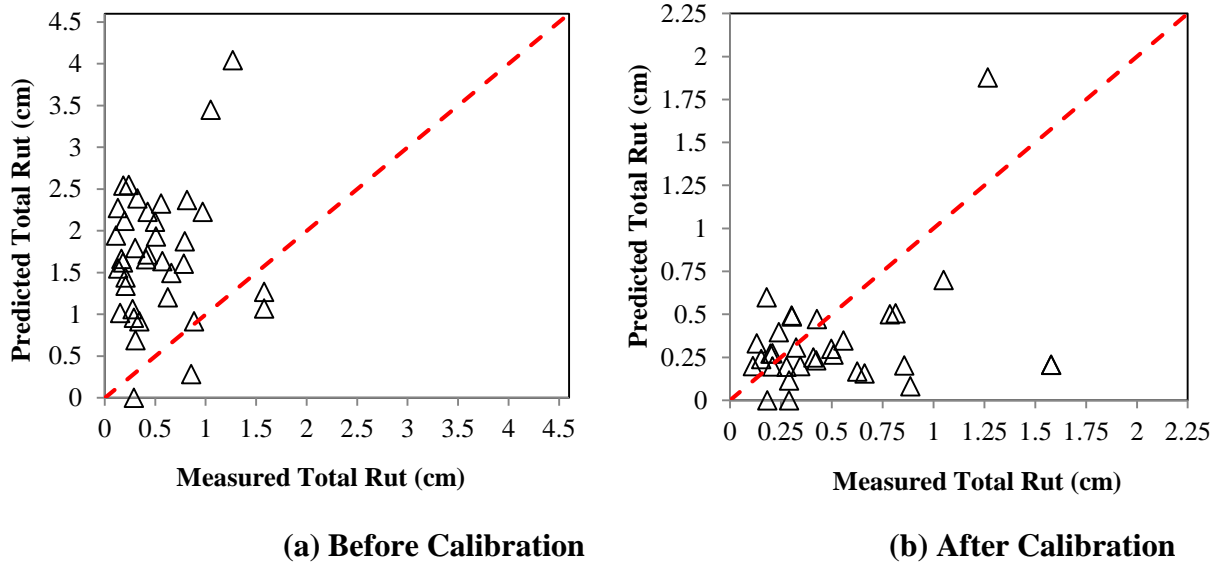 4.5
4
3.5
3
2.5
2
1.5
1
0.5
0
0 0.5 1 1.5 2 2.5 3 3.5 4 4.5
Predicted Total Rut (cm)
Measured Total Rut (cm)
(a) Before Calibration
2.25
2
1.75
1.5
1.25
1
0.75
0.5
0.25
0
0 0.25 0.5 0.75 1 1.25 1.5 1.75 2 2.25
Predicted Total Rut (cm)
Measured Total Rut (cm)
(b) After Calibration